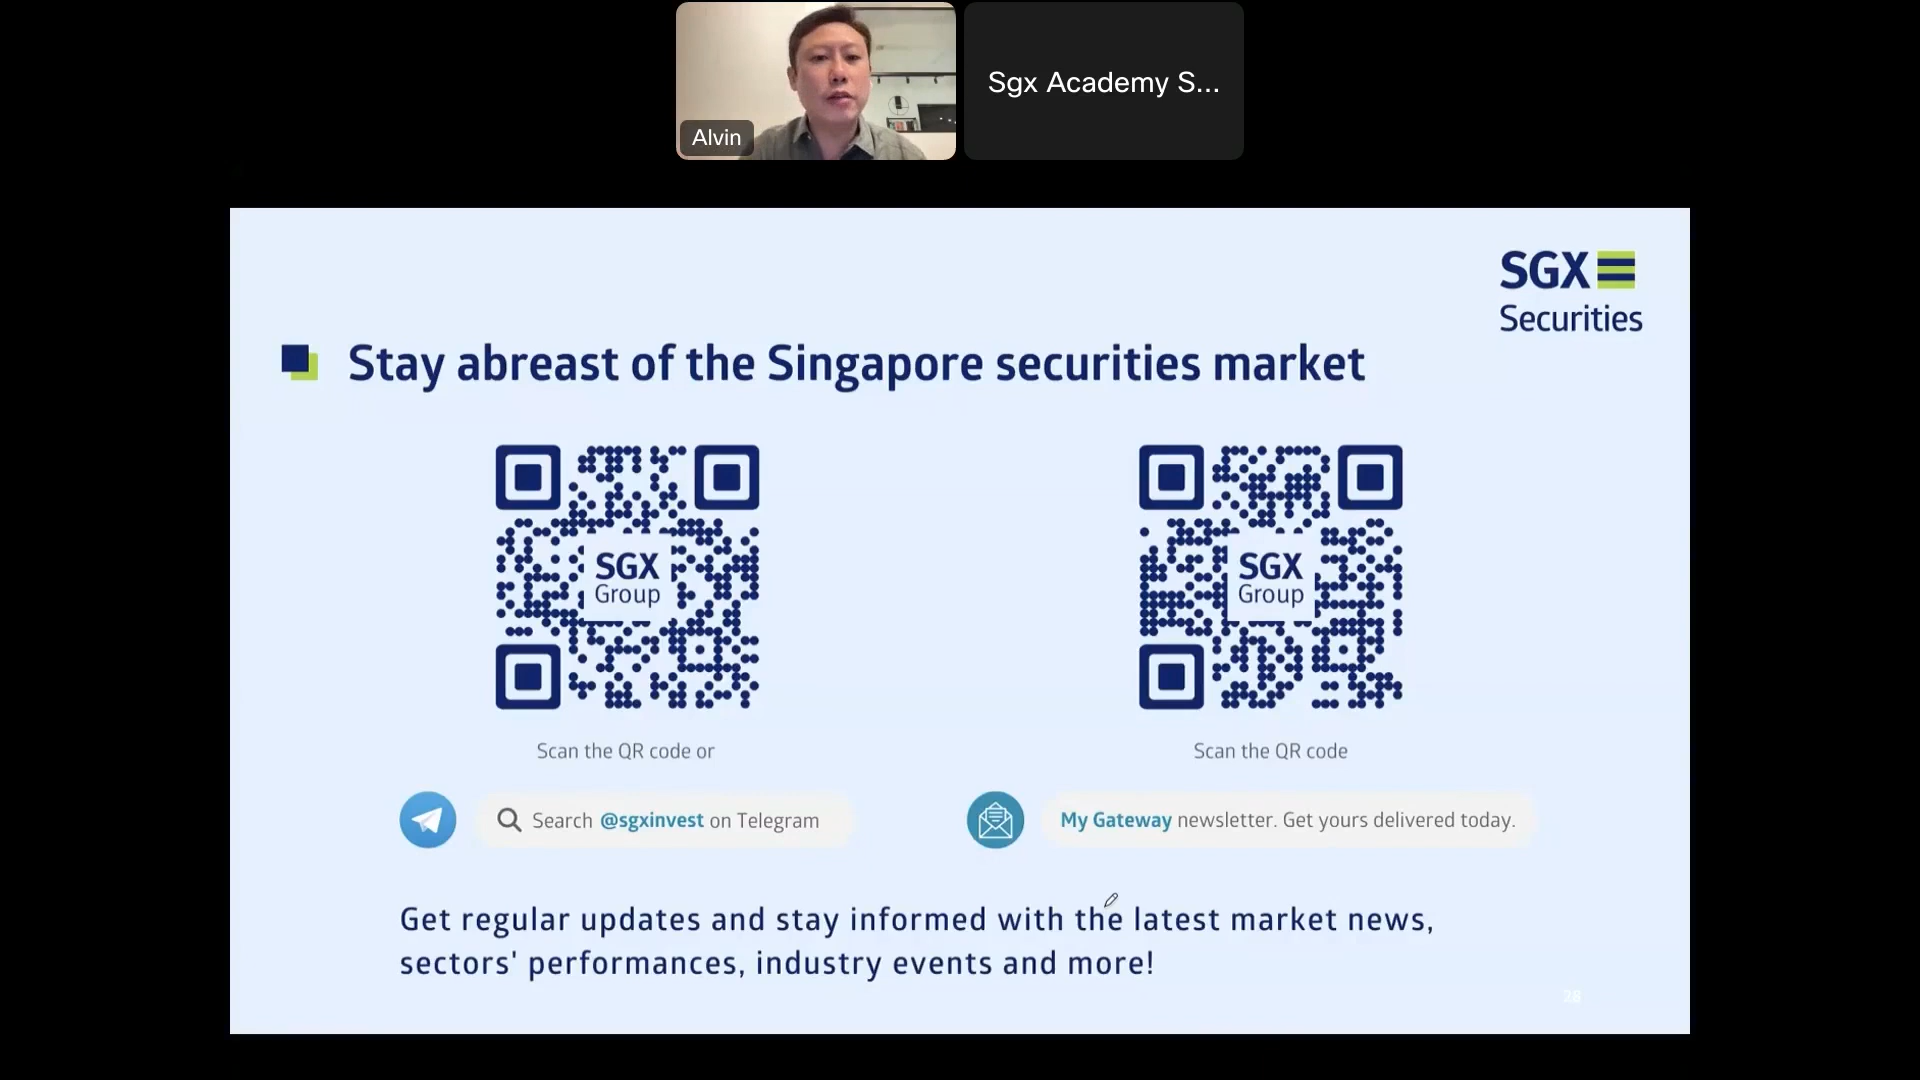 Alvin
Sgx Academy S...
SGX
Securities
Stay abreast of the Singapore securities market
SGX
Group
SGX
Group
Scan the QR code or
Scan the QR code
Search @sgxinvest on Telegram
My Gateway newsletter. Get yours delivered today.
Get regular updates and stay informed with the latest market news,
sectors' performances, industry events and more!
28